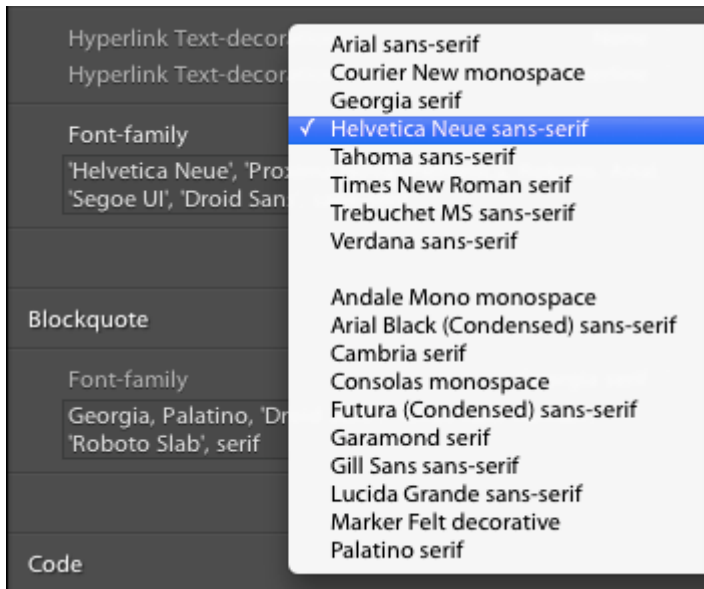 Hyperlink Text-decor
Hyperlink Text-decor
Font-family
'Helvetica Neue', 'Prox
'Segoe UI', 'Droid San
Blockquote
Font-family
Georgia, Palatino, 'Dr
'Roboto Slab', serif
Code
Arial sans-serif
Courier New monospace
Georgia serif
✓ Helvetica Neue sans-serif
Tahoma sans-serif
Times New Roman serif
Trebuchet MS sans-serif
Verdana sans-serif
Andale Mono monospace
Arial Black (Condensed) sans-serif
Cambria serif
Consolas monospace
Futura (Condensed) sans-serif
Garamond serif
Gill Sans sans-serif
Lucida Grande sans-serif
Marker Felt decorative
Palatino serif